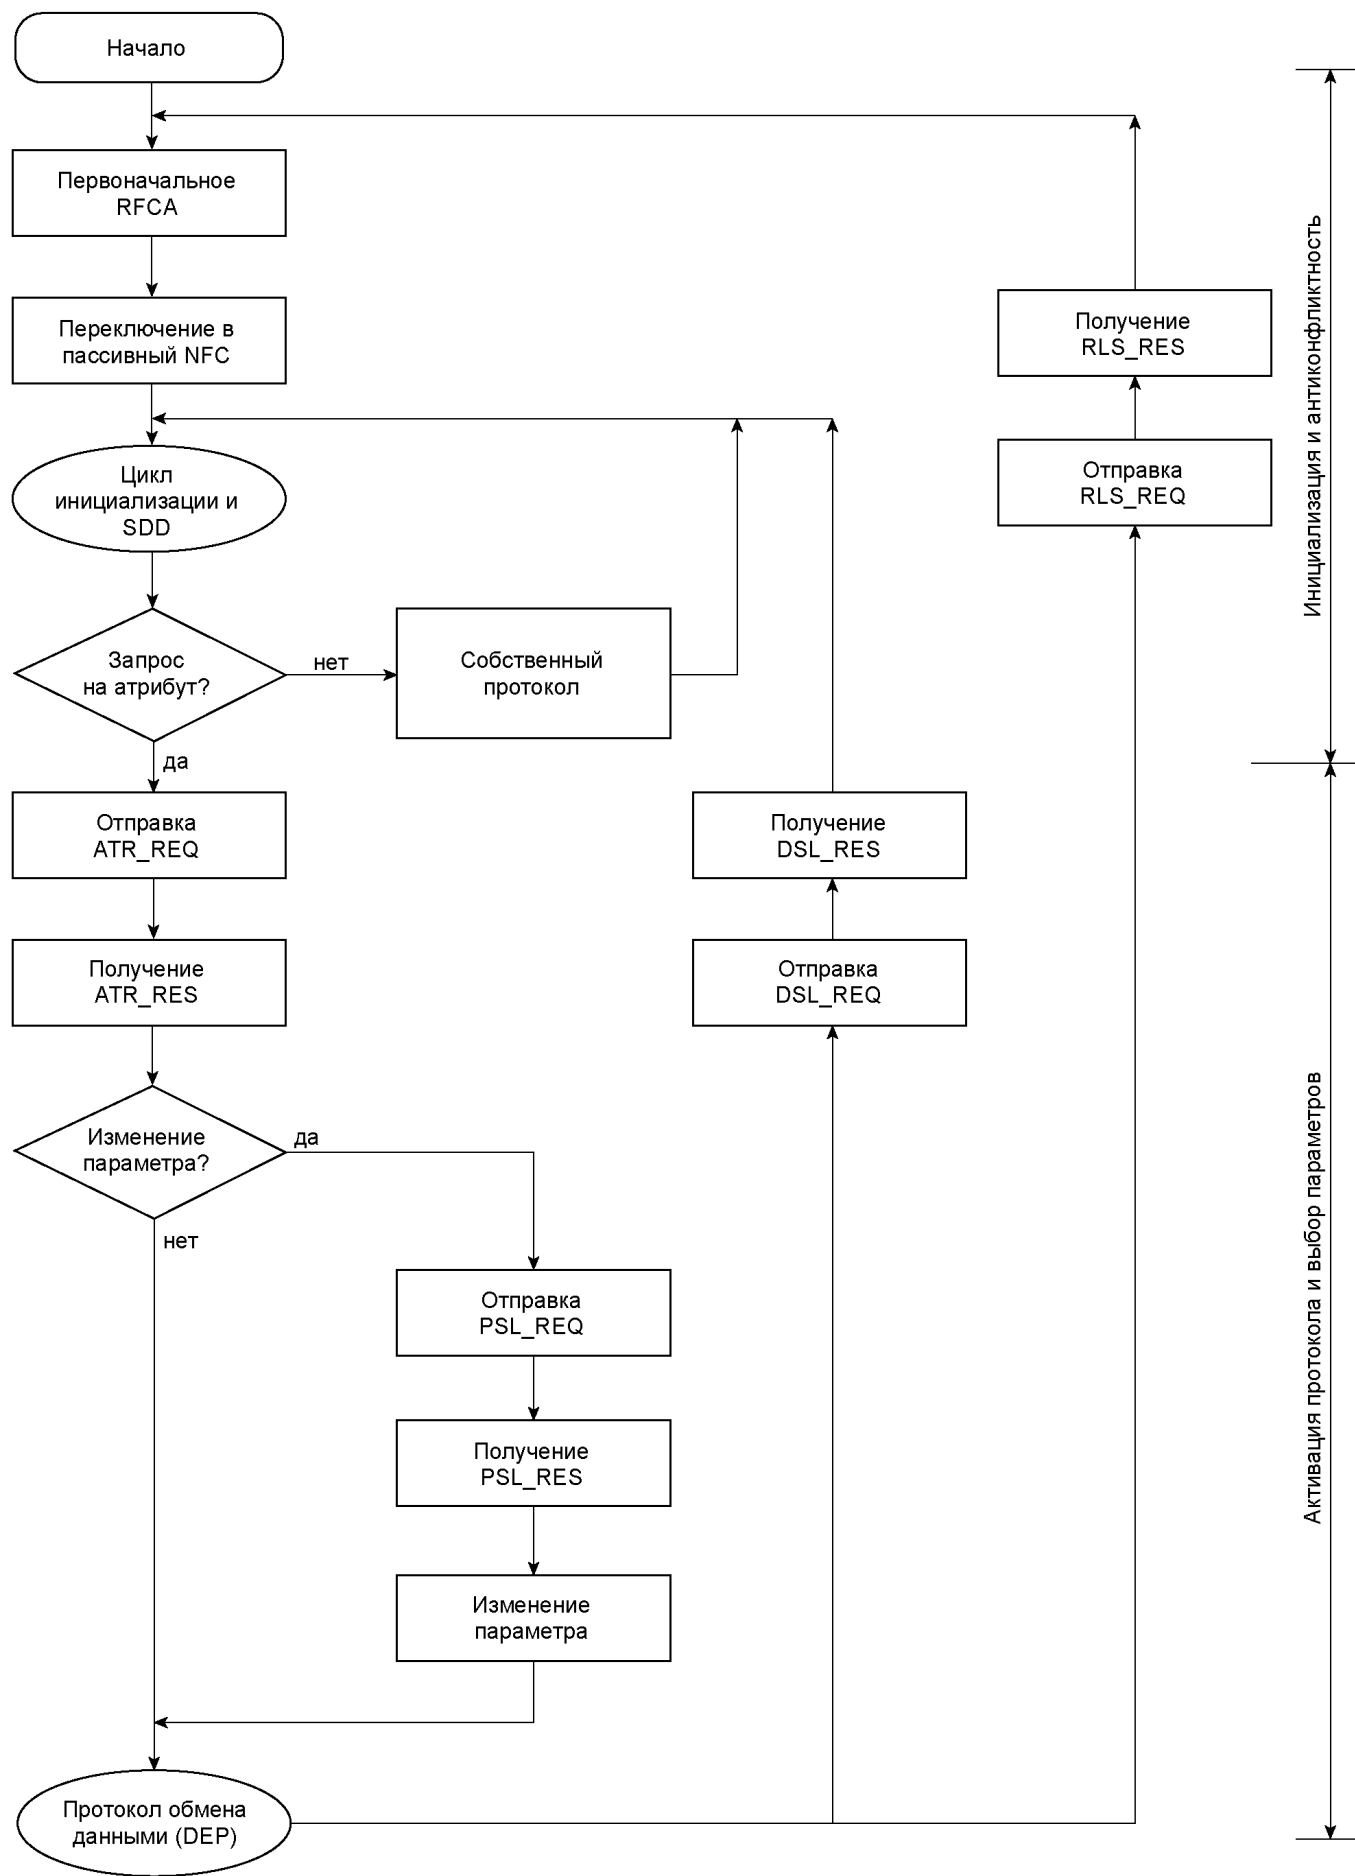 Начало
Первоначальное
RFCA
Переключение в
пассивный NFC
Цикл
инициализации и
SDD
Запрос
на атрибут?
нет
Собственный
протокол
да
Отправка
ATR_REQ
Получение
ATR_RES
Изменение
параметра?
да
нет
Отправка
PSL_REQ
Получение
PSL_RES
Изменение
параметра
Протокол обмена
данными (DEP)
Получение
DSL_RES
Отправка
DSL_REQ
Получение
RLS_RES
Отправка
RLS_REQ
Инициализация и антиконфликтность
Активация протокола и выбор параметров